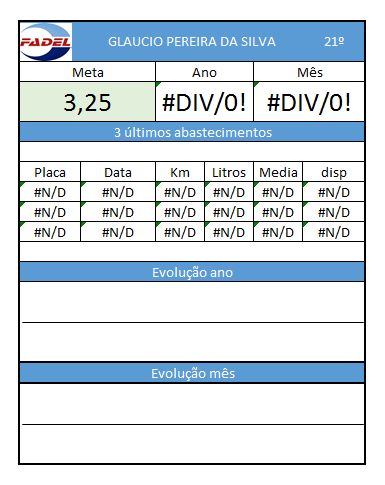 FADEL GLAUCIO PEREIRA DA SILVA 21º
Meta Ano Mês
3,25 #DIV/0! #DIV/0!
3 últimos abastecimentos
Placa Data Km Litros Media disp
#N/D #N/D #N/D #N/D #N/D #N/D
#N/D #N/D #N/D #N/D #N/D #N/D
#N/D #N/D #N/D #N/D #N/D #N/D
Evolução ano
Evolução mês